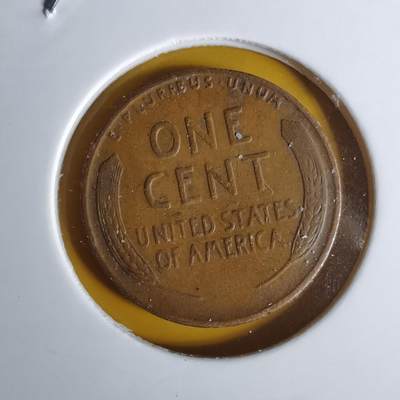 E·PLURIBUS·UNUM
ONE
CENT
UNITED STATES
OF AMERICA